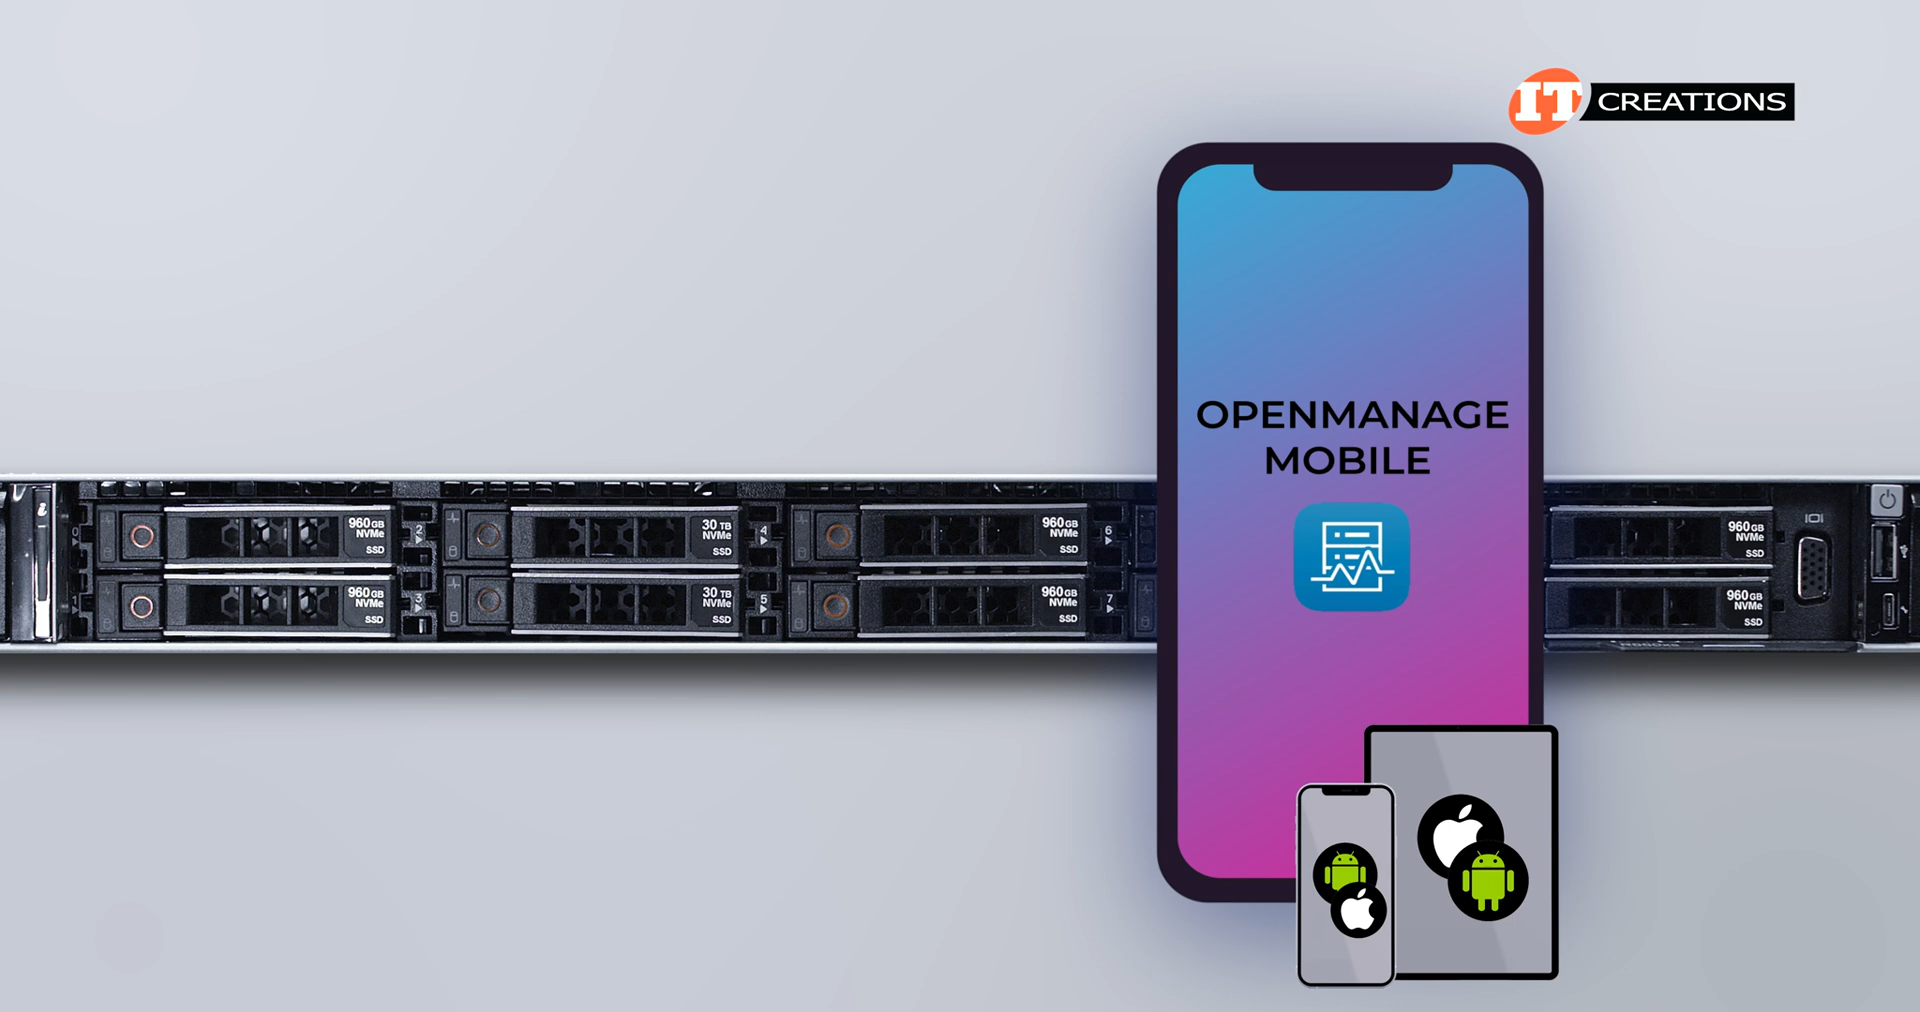 IT CREATIONS
OPENMANAGE
MOBILE
i
0
960GB
NVMe
SSD
2
30 TB
NVMe
SSD
4
960GB
NVMe
SSD
6
960GB
NVMe
SSD
960GB
NVMe
SSD
3
30 TB
NVMe
SSD
5
960GB
NVMe
SSD
7
960GB
NVMe
SSD